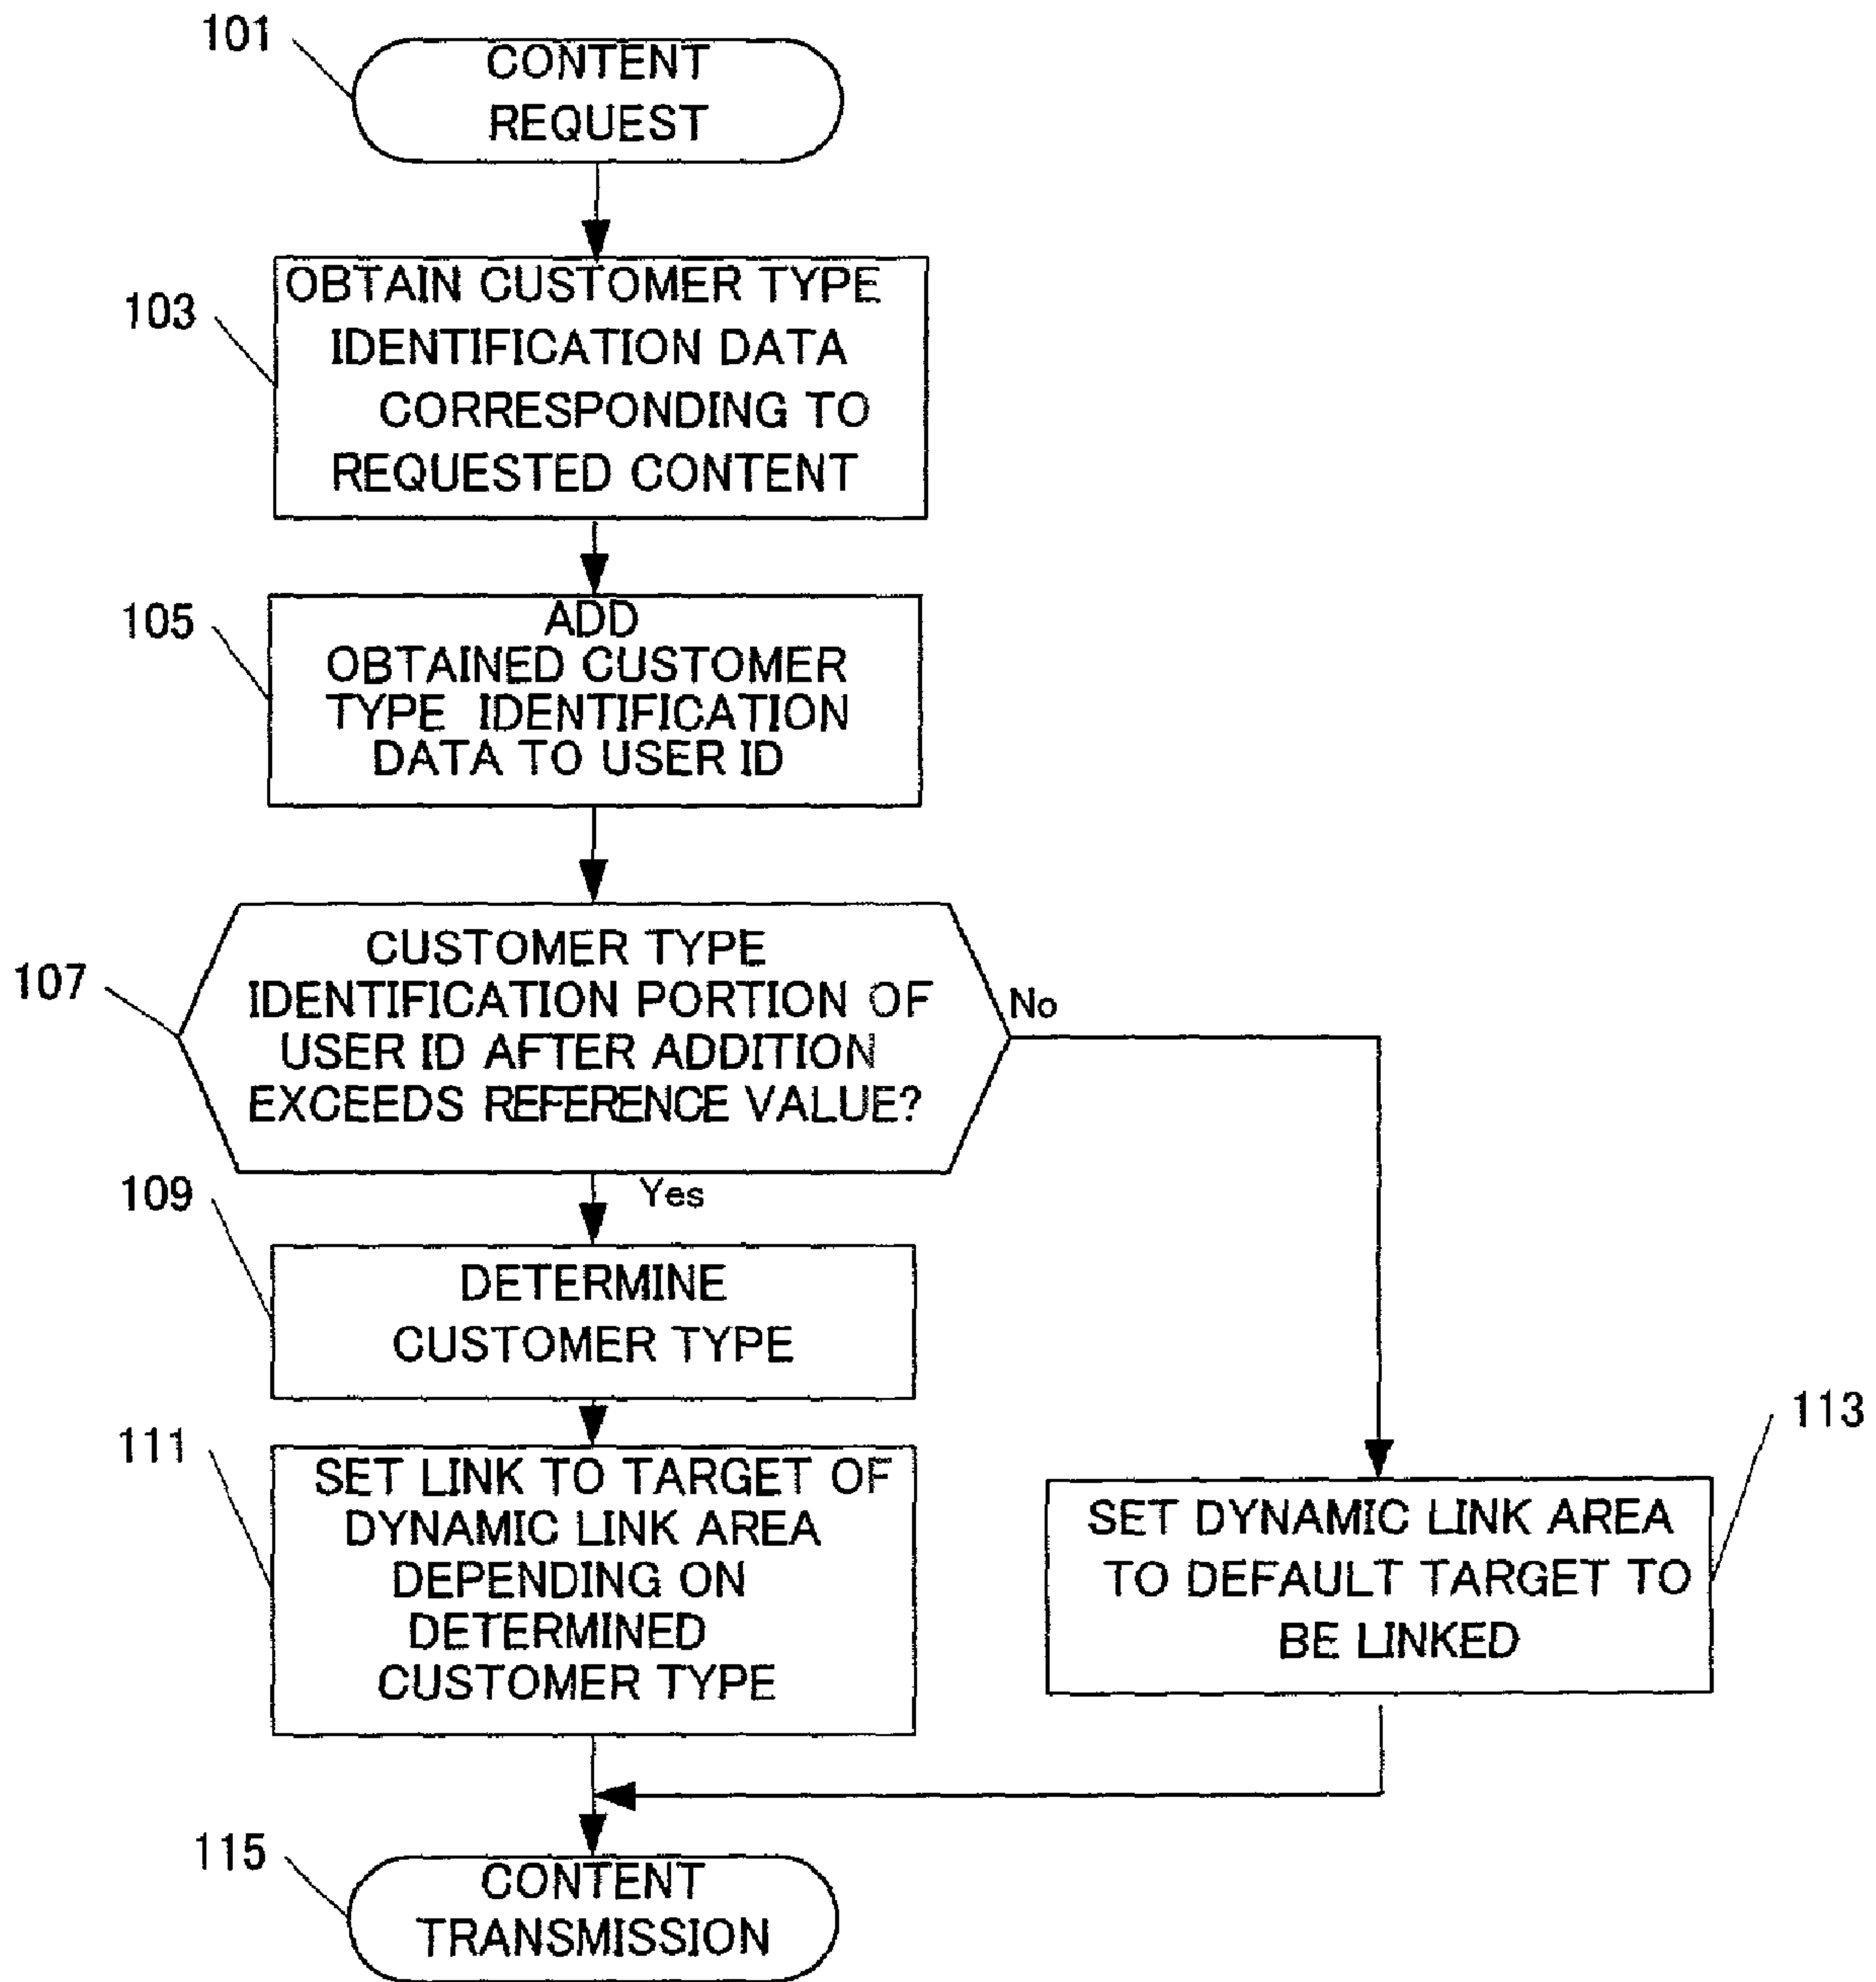 101
CONTENT
REQUEST
103
OBTAIN CUSTOMER TYPE
IDENTIFICATION DATA
CORRESPONDING TO
REQUESTED CONTENT
105
ADD
OBTAINED CUSTOMER
TYPE IDENTIFICATION
DATA TO USER ID
107
CUSTOMER TYPE
IDENTIFICATION PORTION OF
USER ID AFTER ADDITION
EXCEEDS REFERENCE VALUE?
No
Yes
109
DETERMINE
CUSTOMER TYPE
111
SET LINK TO TARGET OF
DYNAMIC LINK AREA
DEPENDING ON
DETERMINED
CUSTOMER TYPE
113
SET DYNAMIC LINK AREA
TO DEFAULT TARGET TO
BE LINKED
115
CONTENT
TRANSMISSION